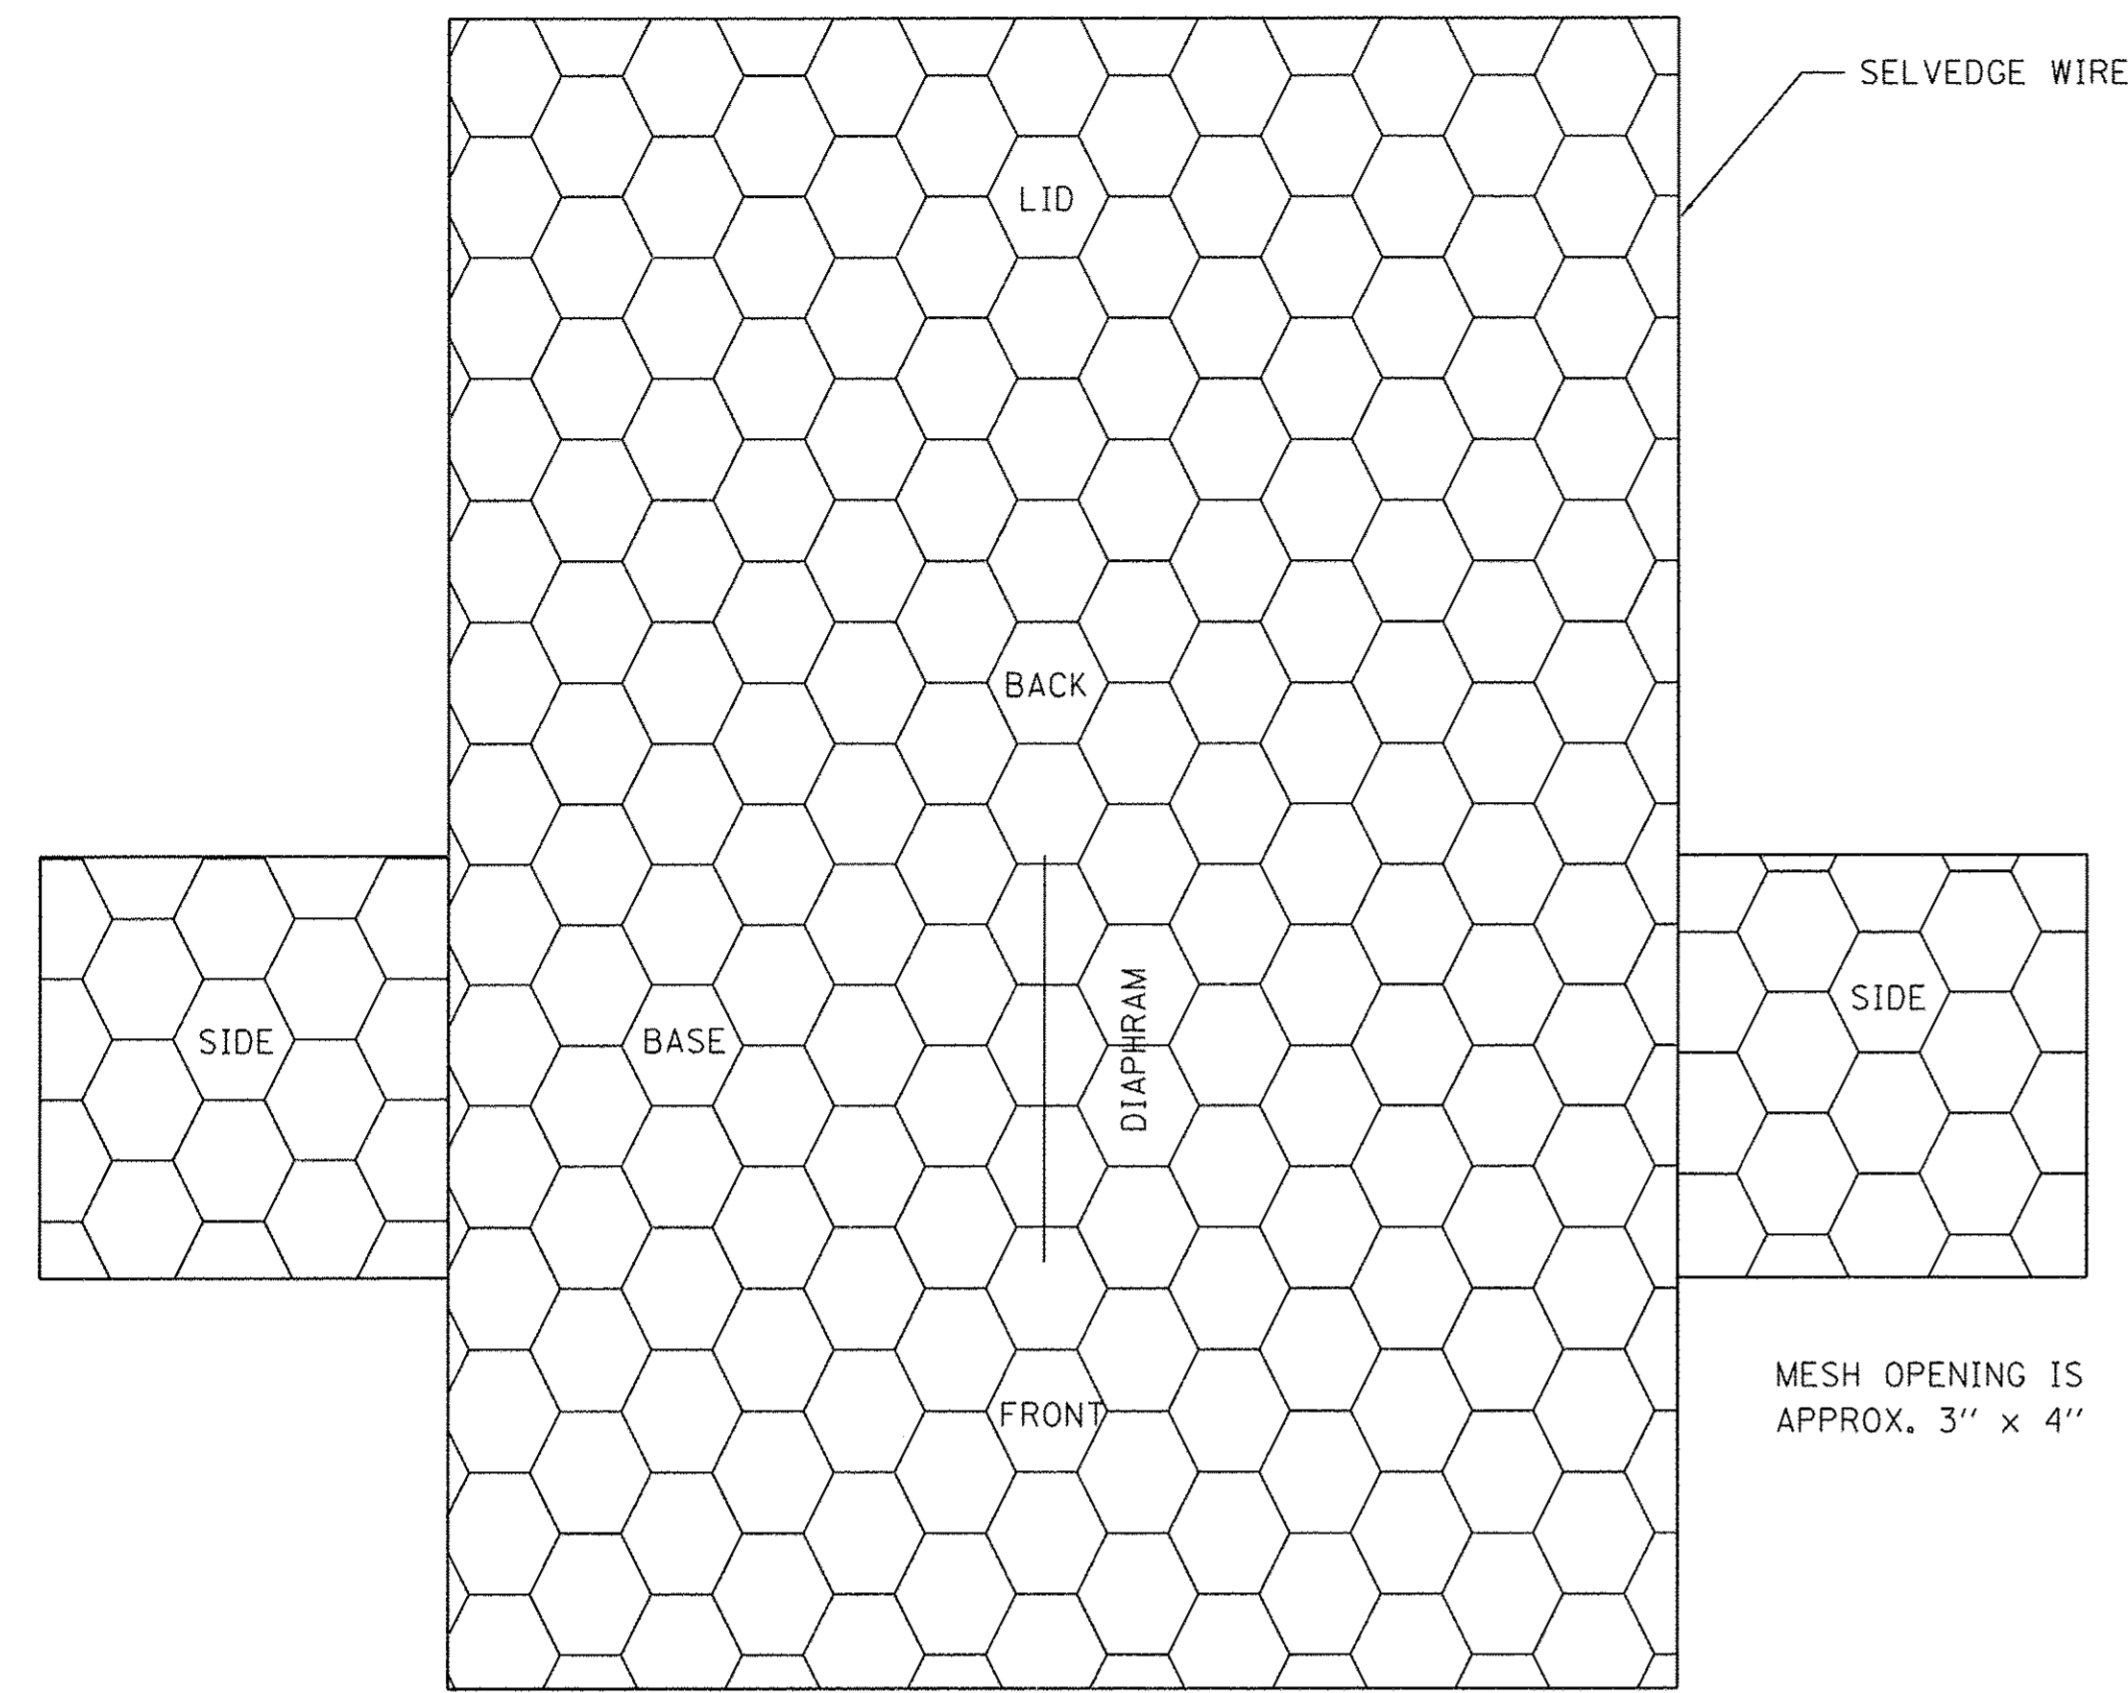 SELVEDGE WIRE
LID
BACK
SIDE
BASE
DIAPHRAM
SIDE
MESH OPENING IS
APPROX. 3" x 4"
FRONT